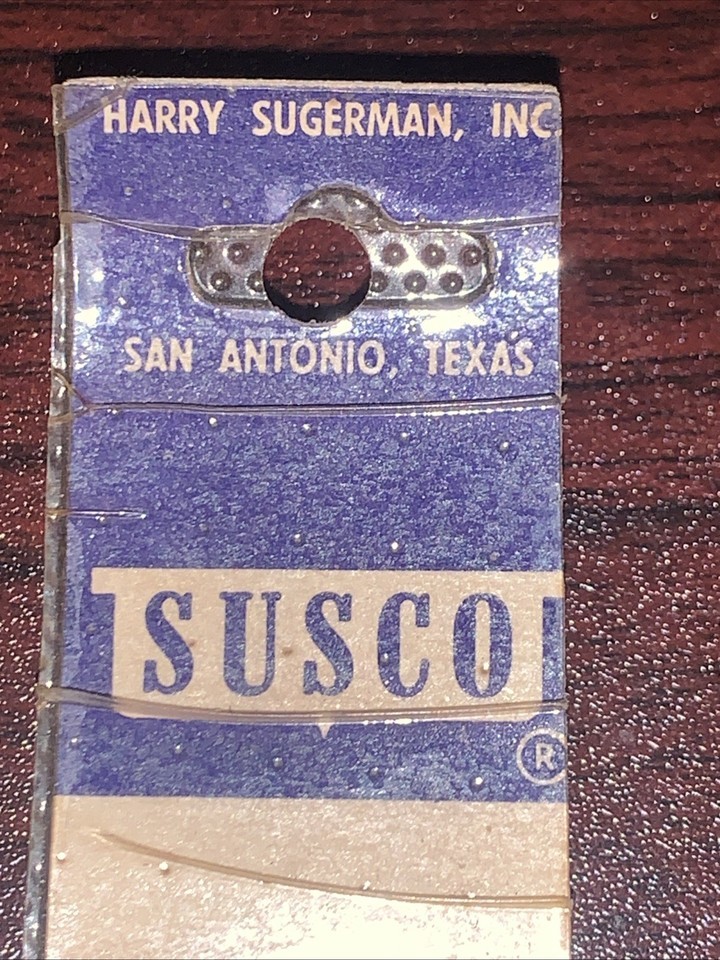 HARRY SUGERMAN, INC.
SAN ANTONIO, TEXAS
SUSCO
®